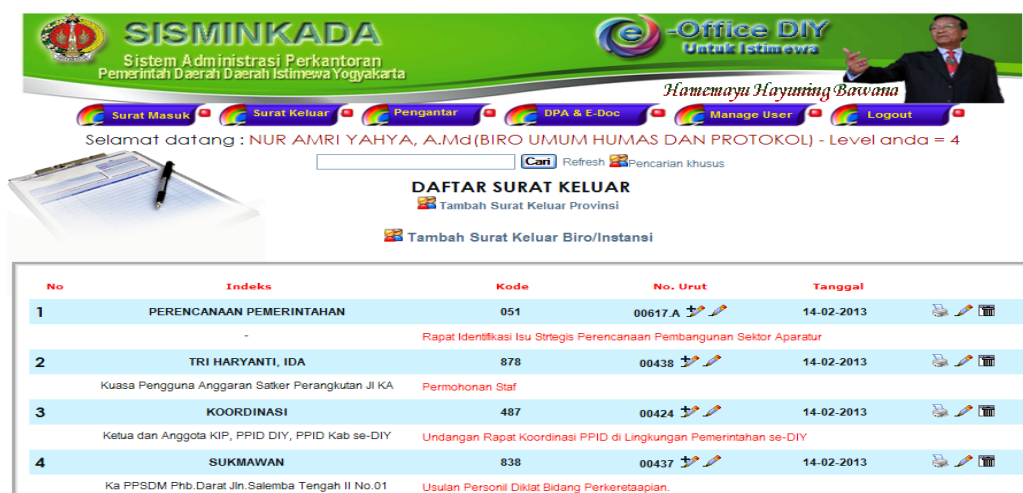 SISMINKADA
Sistem Administrasi Perkantoran
Pemerintah Daerah Daerah Istimewa Yogyakarta
e-Office DIY
Untuk Istimewa
Hamemayu Hayuning Bawana
Surat Masuk Surat Keluar Pengantar DPA & E-Doc Manage User Logout
Selamat datang : NUR AMRI YAHYA, A.Md(BIRO UMUM HUMAS DAN PROTOKOL) - Level anda = 4
Cari Refresh Pencarian khusus
DAFTAR SURAT KELUAR
Tambah Surat Keluar Provinsi
Tambah Surat Keluar Biro/Instansi
No Indeks Kode No. Urut Tanggal
1 PERENCANAAN PEMERINTAHAN 051 00617.A 14-02-2013
- Rapat Identifikasi Isu Strtegis Perencanaan Pembangunan Sektor Aparatur
2 TRI HARYANTI, IDA 878 00438 14-02-2013
Kuasa Pengguna Anggaran Satker Perangkutan Jl KA Permohonan Staf
3 KOORDINASI 487 00424 14-02-2013
Ketua dan Anggota KIP, PPID DIY, PPID Kab se-DIY Undangan Rapat Koordinasi PPID di Lingkungan Pemerintahan se-DIY
4 SUKMAWAN 838 00437 14-02-2013
Ka PPSDM Phb.Darat Jln.Salemba Tengah II No.01 Usulan Personil Diklat Bidang Perkeretaapian.